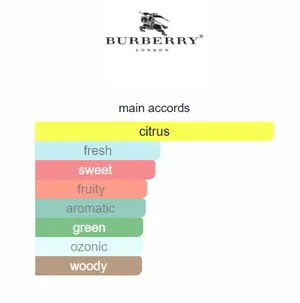 BURBERRY®
LONDON
main accords
citrus
fresh
sweet
fruity
aromatic
green
ozonic
woody